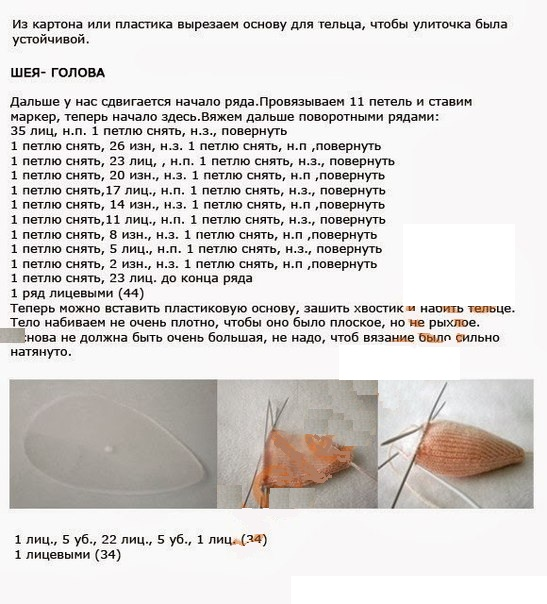 Из картона или пластика вырезаем основу для тельца, чтобы улиточка была
устойчивой.
ШЕЯ- ГОЛОВА
Дальше у нас сдвигается начало ряда.Провязываем 11 петель и ставим
маркер, теперь начало здесь.Вяжем дальше поворотными рядами:
35 лиц, н.п. 1 петлю снять, н.з., повернуть
1 петлю снять, 26 изн, н.з. 1 петлю снять, н.п ,повернуть
1 петлю снять, 23 лиц, , н.п. 1 петлю снять, н.з., повернуть
1 петлю снять, 20 изн., н.з. 1 петлю снять, н.п ,повернуть
1 петлю снять,17 лиц., н.п. 1 петлю снять, н.з., повернуть
1 петлю снять, 14 изн., н.з. 1 петлю снять, н.п ,повернуть
1 петлю снять,11 лиц., н.п. 1 петлю снять, н.з., повернуть
1 петлю снять, 8 изн., н.з. 1 петлю снять, н.п ,повернуть
1 петлю снять, 5 лиц., н.п. 1 петлю снять, н.з., повернуть
1 петлю снять, 2 изн., н.з. 1 петлю снять, н.п ,повернуть
1 петлю снять, 23 лиц. до конца ряда
1 ряд лицевыми (44)
Теперь можно вставить пластиковую основу, зашить хвостик и набить тельце.
Тело набиваем не очень плотно, чтобы оно было плоское, но не рыхлое.
снова не должна быть очень большая, не надо, чтоб вязание было сильно
натянуто.
1 лиц., 5 уб., 22 лиц., 5 уб., 1 лиц. (34)
1 лицевыми (34)